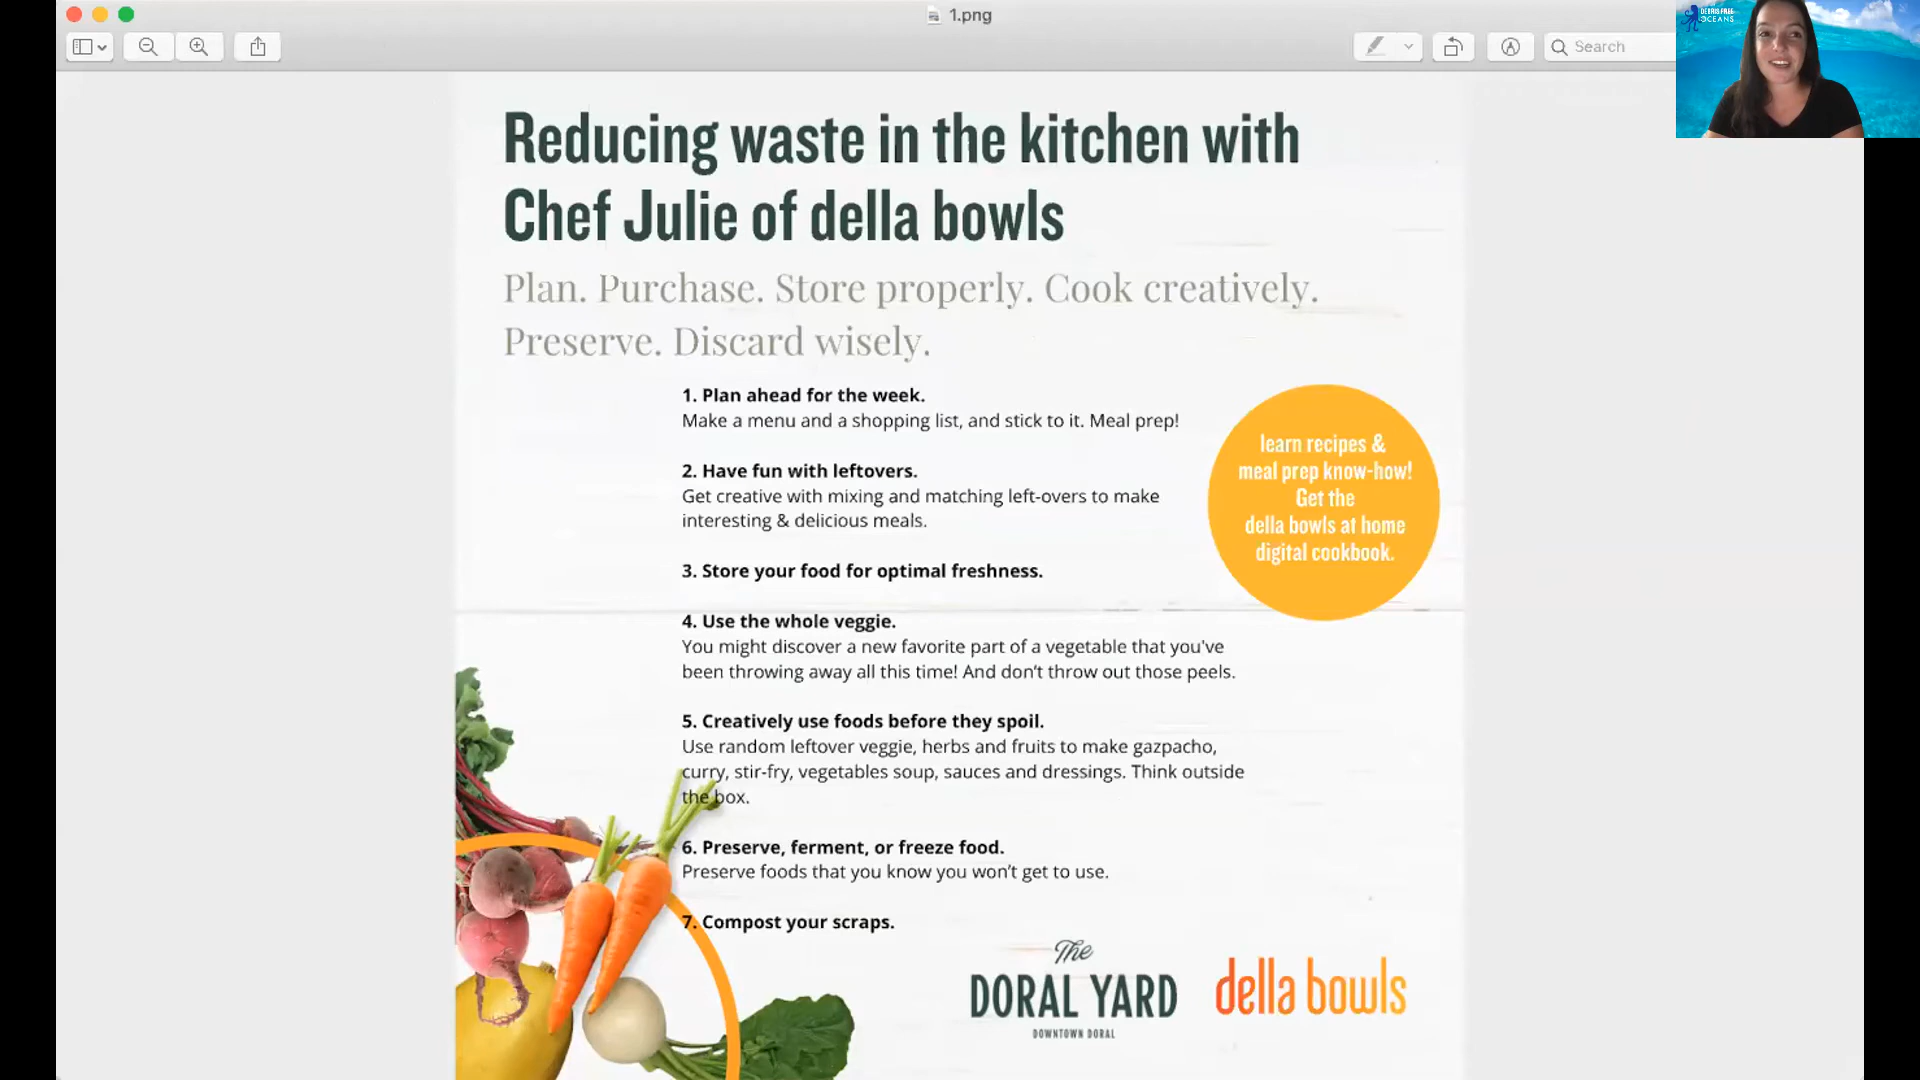 1.png
Search
DEBRIS FREE
OCEANS
Reducing waste in the kitchen with
Chef Julie of della bowls
Plan. Purchase. Store properly. Cook creatively.
Preserve. Discard wisely.
1. Plan ahead for the week.
Make a menu and a shopping list, and stick to it. Meal prep!
2. Have fun with leftovers.
Get creative with mixing and matching left-overs to make
interesting & delicious meals.
3. Store your food for optimal freshness.
4. Use the whole veggie.
You might discover a new favorite part of a vegetable that you've
been throwing away all this time! And don't throw out those peels.
5. Creatively use foods before they spoil.
Use random leftover veggie, herbs and fruits to make gazpacho,
curry, stir-fry, vegetables soup, sauces and dressings. Think outside
the box.
6. Preserve, ferment, or freeze food.
Preserve foods that you know you won't get to use.
7. Compost your scraps.
learn recipes &
meal prep know-how!
Get the
della bowls at home
digital cookbook.
The
DORAL YARD
DOWNTOWN DORAL
della bowls